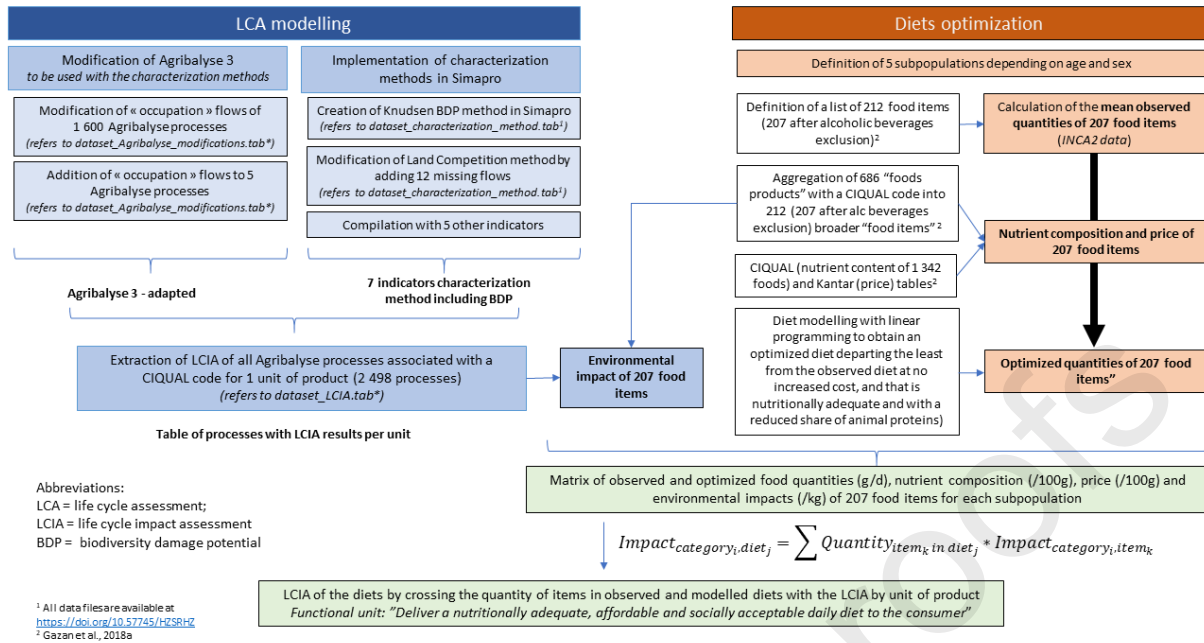 LCA modelling
Modification of Agribalyse 3
to be used with the characterization methods
Modification of « occupation » flows of
1 600 Agribalyse processes
(refers to dataset_Agribalyse_modifications.tab*)
Addition of « occupation » flows to 5
Agribalyse processes
(refers to dataset_Agribalyse_modifications.tab*)
Agribalyse 3 - adapted
Implementation of characterization
methods in Simapro
Creation of Knudsen BDP method in Simapro
(refers to dataset_characterization_method.tab¹)
Modification of Land Competition method by
adding 12 missing flows
(refers to dataset_characterization_method.tab¹)
Compilation with 5 other indicators
7 indicators characterization
method including BDP
Extraction of LCIA of all Agribalyse processes associated with a
CIQUAL code for 1 unit of product (2 498 processes)
(refers to dataset_LCIA.tab*)
Table of processes with LCIA results per unit
Environmental
impact of 207 food
items
Diets optimization
Definition of 5 subpopulations depending on age and sex
Definition of a list of 212 food items
(207 after alcoholic beverages
exclusion)²
Calculation of the mean observed
quantities of 207 food items
(INCA2 data)
Aggregation of 686 “foods
products” with a CIQUAL code into
212 (207 after alc beverages
exclusion) broader “food items” ²
Nutrient composition and price of
207 food items
CIQUAL (nutrient content of 1 342
foods) and Kantar (price) tables²
Diet modelling with linear
programming to obtain an
optimized diet departing the least
from the observed diet at no
increased cost, and that is
nutritionally adequate and with a
reduced share of animal proteins)
Optimized quantities of 207 food
items”
Matrix of observed and optimized food quantities (g/d), nutrient composition (/100g), price (/100g) and
environmental impacts (/kg) of 207 food items for each subpopulation
Abbreviations:
LCA = life cycle assessment;
LCIA = life cycle impact assessment
BDP = biodiversity damage potential
Impact_{category_i,diet_j} = ∑ Quantity_{item_k in diet_j} * Impact_{category_i,item_k}
LCIA of the diets by crossing the quantity of items in observed and modelled diets with the LCIA by unit of product
Functional unit: ”Deliver a nutritionally adequate, affordable and socially acceptable daily diet to the consumer”
¹ All data files are available at
https://doi.org/10.57745/HZSRHZ
² Gazan et al., 2018a
roofs